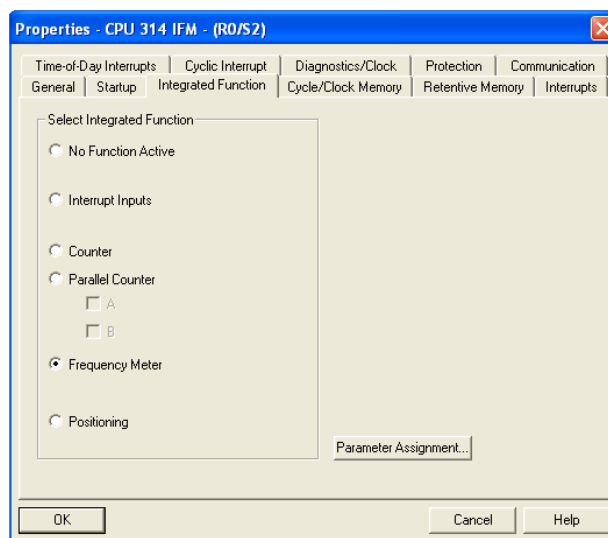 Properties - CPU 314 IFM - (R0/S2)
Time-of-Day Interrupts Cyclic Interrupt Diagnostics/Clock Protection Communication
General Startup Integrated Function Cycle/Clock Memory Retentive Memory Interrupts
Select Integrated Function
No Function Active
Interrupt Inputs
Counter
Parallel Counter
A
B
Frequency Meter
Positioning
Parameter Assignment...
OK Cancel Help